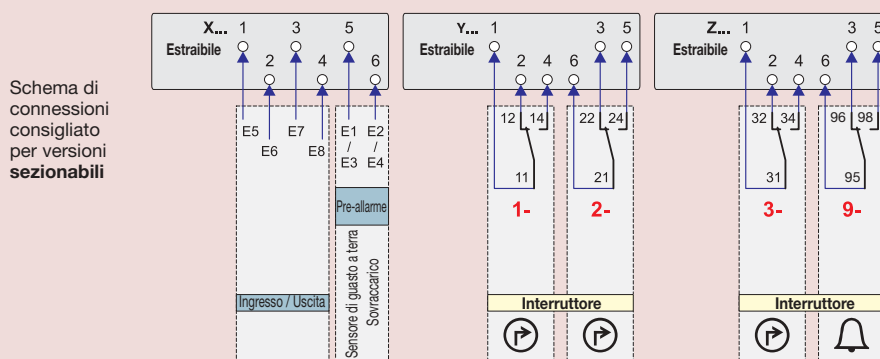 Schema di
connessioni
consigliato
per versioni
sezionabili
X... 1 3 5
Estraibile
2 4 6
E5 E7 E1 E2
/ /
E6 E8 E3 E4
Pre-allarme
Sensore di guasto a terra
Sovraccarico
Ingresso / Uscita
Y... 1 3 5
Estraibile
2 4 6
12 14 22 24
11 21
1- 2-
Interruttore
Z... 1 3 5
Estraibile
2 4 6
32 34 96 98
31 95
3- 9-
Interruttore